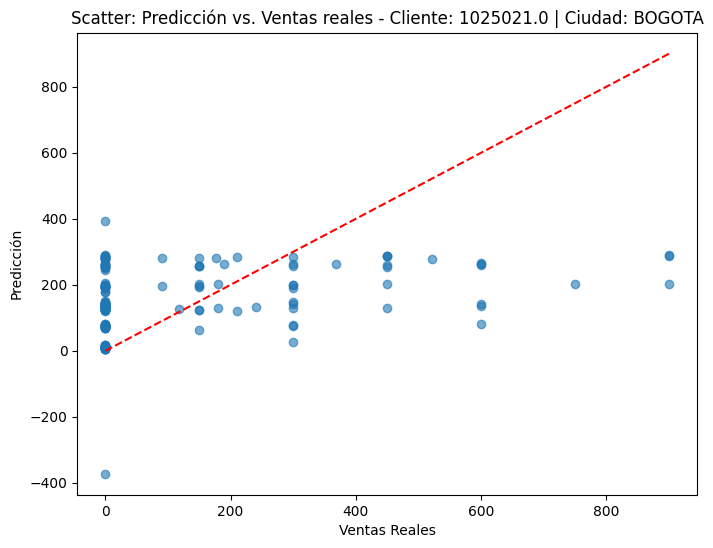 Scatter: Predicción vs. Ventas reales - Cliente: 1025021.0 | Ciudad: BOGOTA
800
600
400
200
0
−200
−400
Predicción
0 200 400 600 800
Ventas Reales